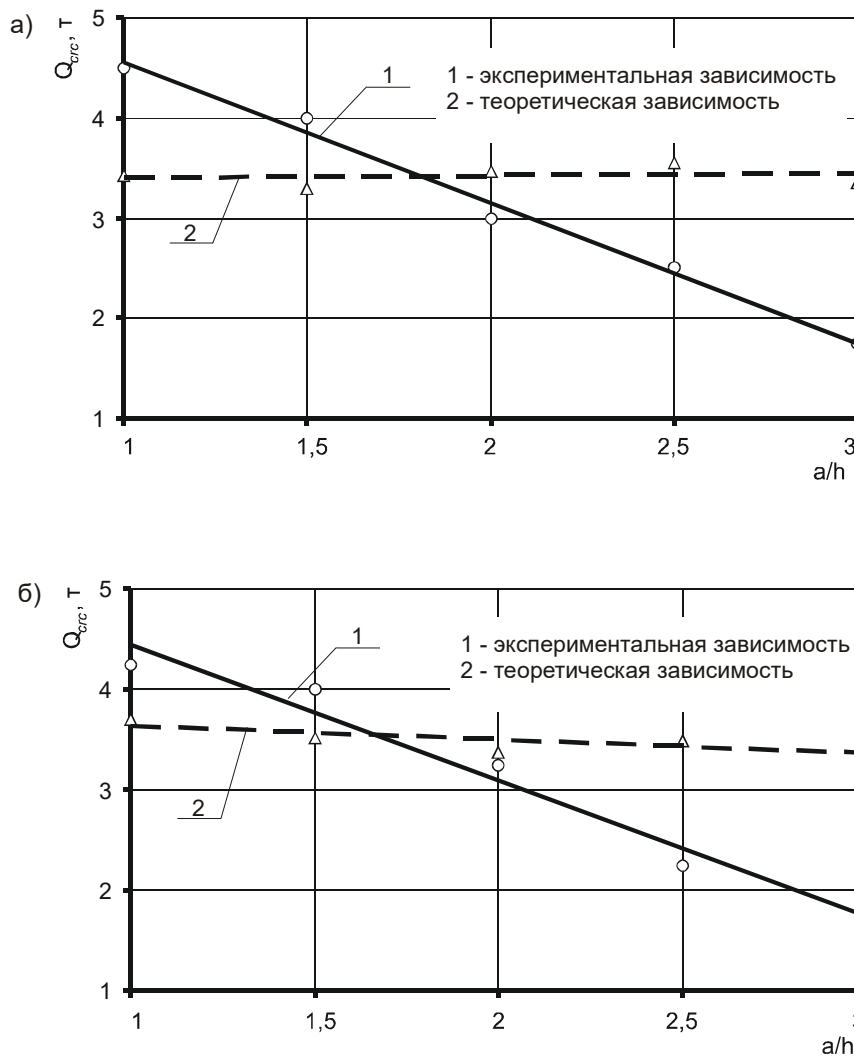 а)
Q_crc, т
5
4
3
2
1
1 - экспериментальная зависимость
2 - теоретическая зависимость
1
2
1 1,5 2 2,5 3
a/h
б)
Q_crc, т
5
4
3
2
1
1 - экспериментальная зависимость
2 - теоретическая зависимость
1
2
1 1,5 2 2,5
a/h